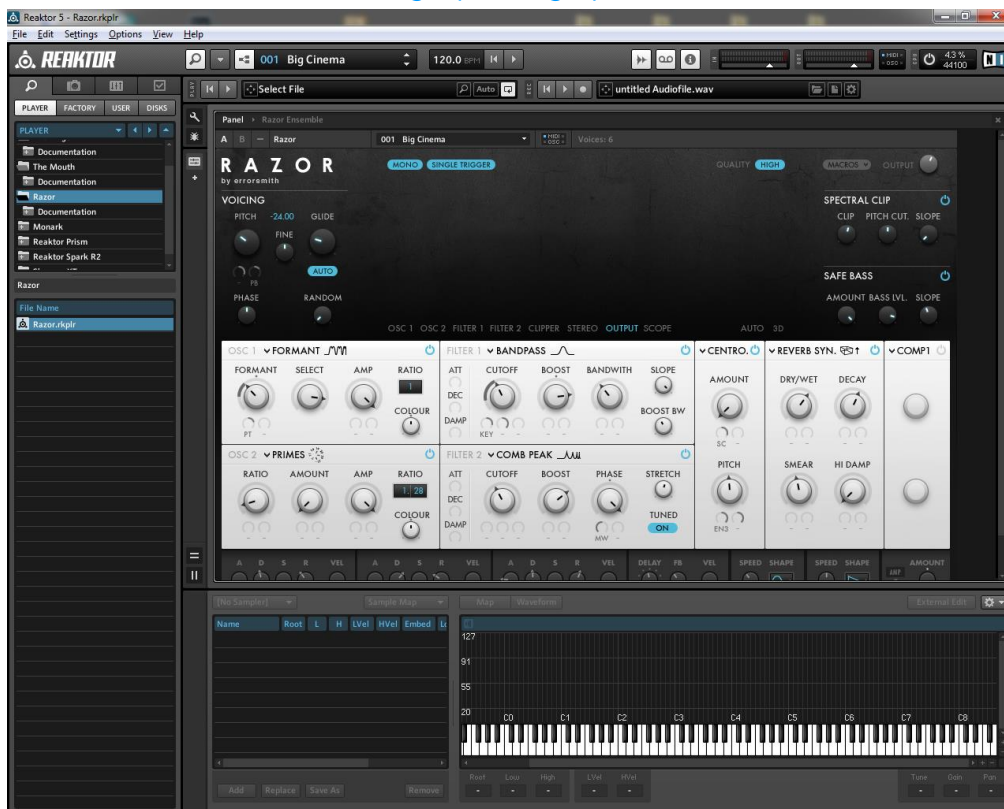 Reaktor 5 - Razor.rkplr
File Edit Settings Options View Help
REAKTOR
001 Big Cinema
120.0 BPM
MIDI
OSC
4.3 %
44100
PLAY
Select File
Auto
untitled Audiofile.wav
PLAYER FACTORY USER DISKS
PLAYER
Documentation
The Mouth
Documentation
Razor
Documentation
Monark
Reaktor Prism
Reaktor Spark R2
Razor
File Name
Razor.rkplr
Panel Razor Ensemble
A B Razor 001 Big Cinema MIDI OSC Voices: 6
RAZOR
by errorsmith
MONO SINGLE TRIGGER
QUALITY HIGH
MACROS OUTPUT
VOICING
PITCH -24.00 GLIDE
FINE
AUTO
- PB
PHASE RANDOM
SPECTRAL CLIP
CLIP PITCH CUT. SLOPE
SAFE BASS
AMOUNT BASS LVL. SLOPE
OSC 1 OSC 2 FILTER 1 FILTER 2 CLIPPER STEREO OUTPUT SCOPE AUTO 3D
OSC 1 FORMANT
FORMANT SELECT AMP RATIO
1
COLOUR
PT - - - - -
FILTER 1 BANDPASS
ATT CUTOFF BOOST BANDWITH SLOPE
DEC
BOOST BW
DAMP
KEY - - - - -
CENTRO.
AMOUNT
SC -
PITCH
EN3 -
REVERB SYN.
DRY/WET DECAY
SMEAR HI DAMP
COMP1
OSC 2 PRIMES
RATIO AMOUNT AMP RATIO
1. 28
COLOUR
FILTER 2 COMB PEAK
ATT CUTOFF BOOST PHASE STRETCH
DEC
TUNED
DAMP
ON
MW -
A D S R VEL A D S R VEL A D S R VEL DELAY FB VEL SPEED SHAPE SPEED SHAPE AMOUNT
[No Sampler] Sample Map Map Waveform External Edit
Name Root L H LVel HVel Embed
127
91
55
20
C0 C1 C2 C3 C4 C5 C6 C7 C8
Root Low High LVel HVel Tune Gain Pan
Add Replace Save As Remove